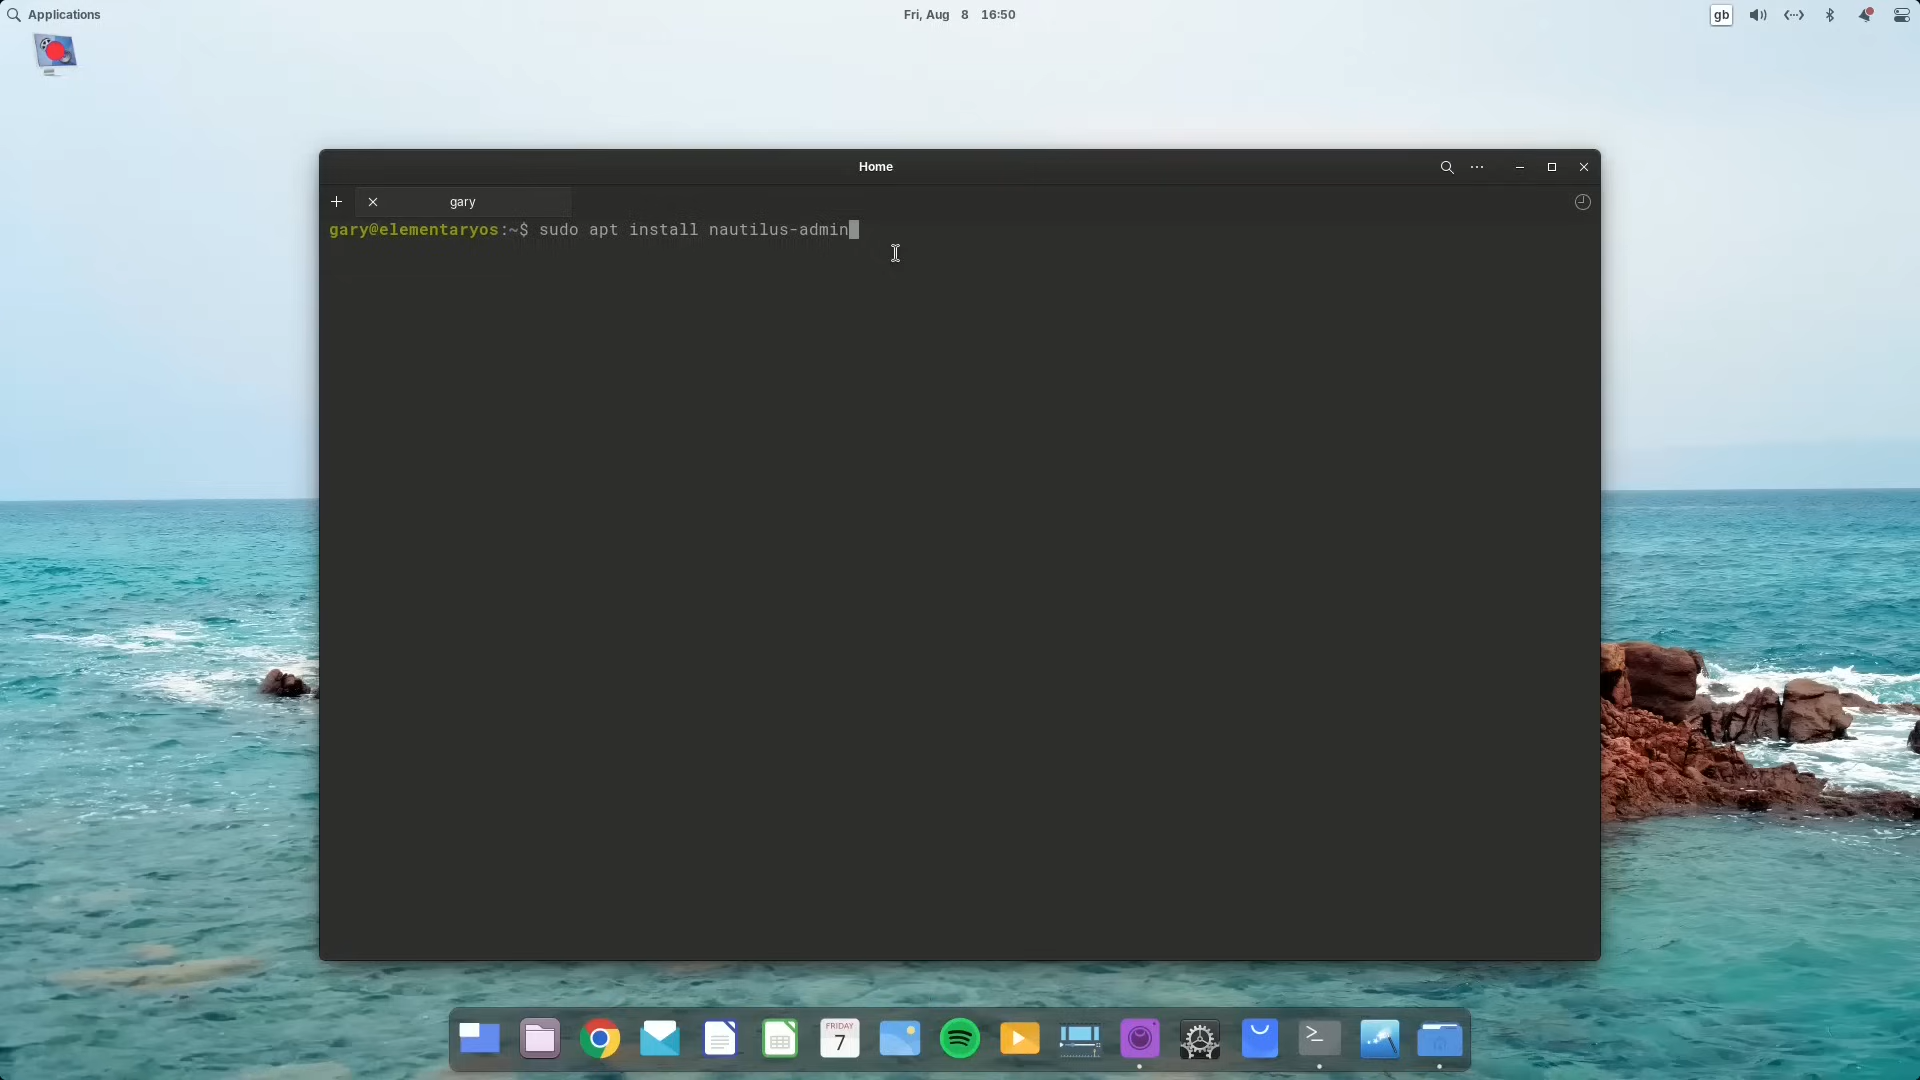 Applications
Fri, Aug 8 16:50
gb
Home
gary
gary@elementaryos:~$ sudo apt install nautilus-admin
FRIDAY
7